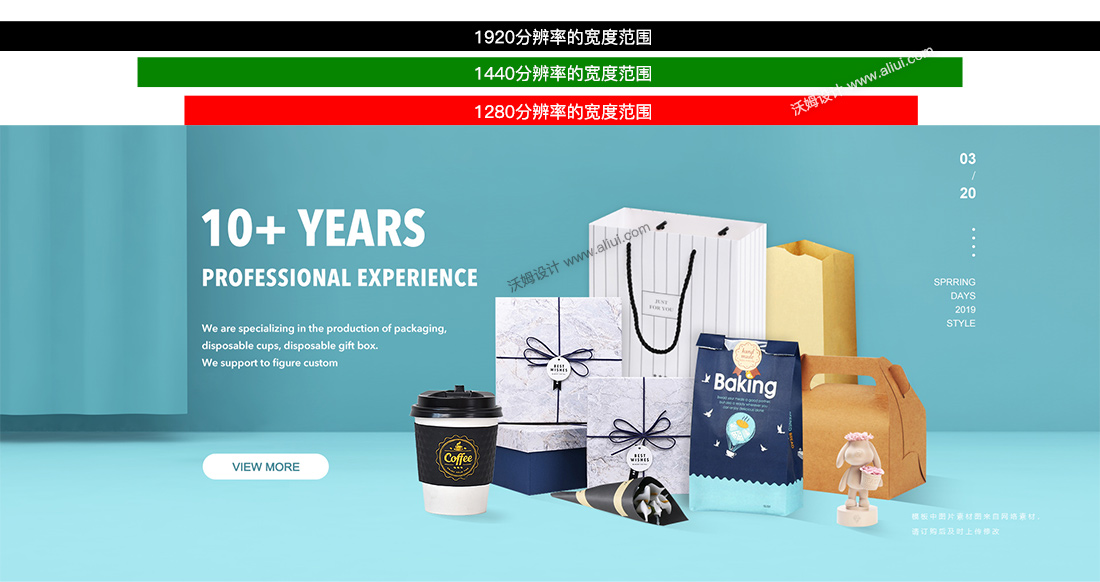 1920分辨率的宽度范围
1440分辨率的宽度范围
1280分辨率的宽度范围
沃姆设计 www.aliui.com
03
/
20
10+ YEARS
PROFESSIONAL EXPERIENCE
沃姆设计 www.aliui.com
SPRRING
DAYS
2019
STYLE
We are specializing in the production of packaging,
disposable cups, disposable gift box.
We support to figure custom
VIEW MORE
JUST
FOR YOU
BEST
WISHES
BEST
WISHES
hand
made
Baking
Coffee
模板中图片素材图来自网络素材,
请订购后及时上传修改